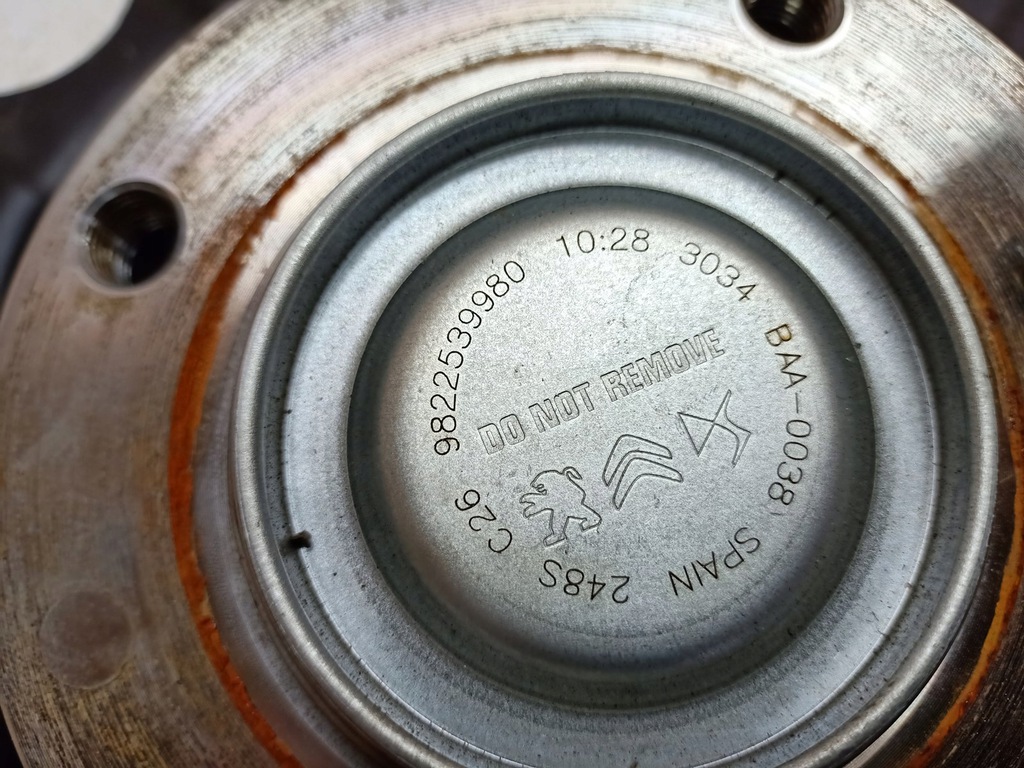 9822539980 10:28 3034 BAA-0038 SPAIN 248S C26
DO NOT REMOVE